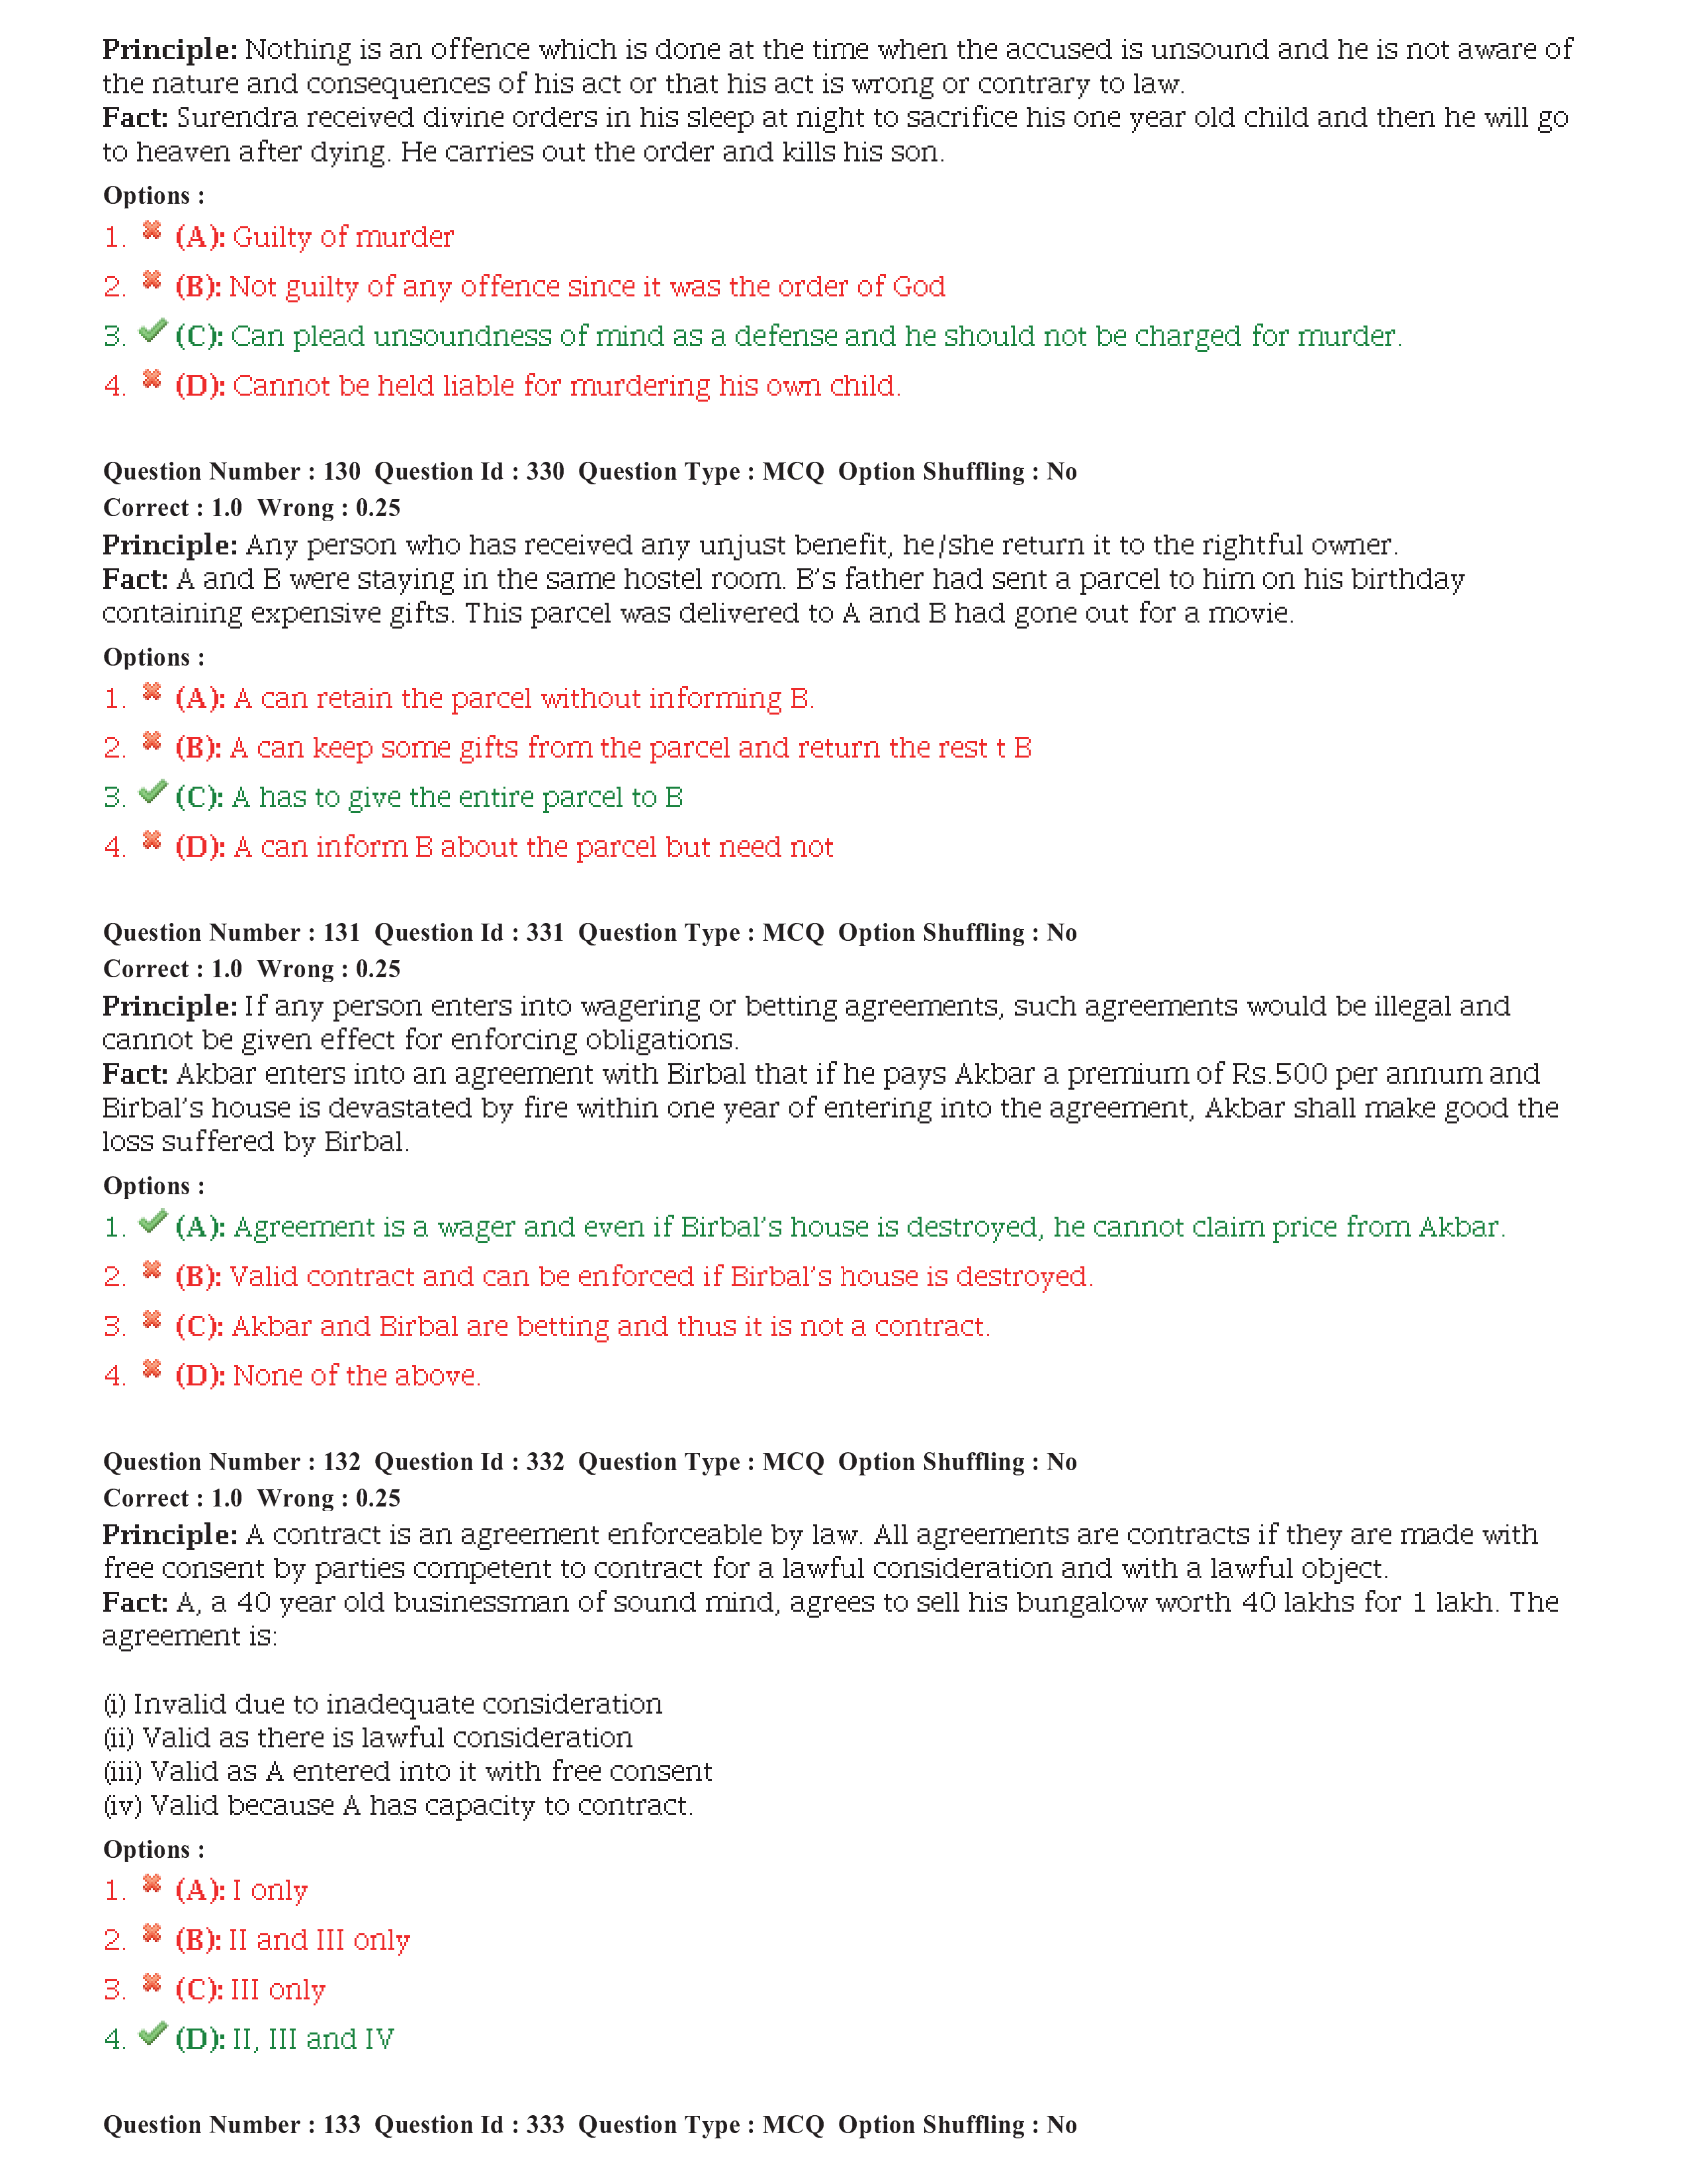 Principle: Nothing is an offence which is done at the time when the accused is unsound and he is not aware of
the nature and consequences of his act or that his act is wrong or contrary to law.
Fact: Surendra received divine orders in his sleep at night to sacrifice his one year old child and then he will go
to heaven after dying. He carries out the order and kills his son.
Options :
1. (A): Guilty of murder
2. (B): Not guilty of any offence since it was the order of God
3. (C): Can plead unsoundness of mind as a defense and he should not be charged for murder.
4. (D): Cannot be held liable for murdering his own child.
Question Number : 130 Question Id : 330 Question Type : MCQ Option Shuffling : No
Correct : 1.0 Wrong : 0.25
Principle: Any person who has received any unjust benefit, he/she return it to the rightful owner.
Fact: A and B were staying in the same hostel room. B's father had sent a parcel to him on his birthday
containing expensive gifts. This parcel was delivered to A and B had gone out for a movie.
Options :
1. (A): A can retain the parcel without informing B.
2. (B): A can keep some gifts from the parcel and return the rest t B
3. (C): A has to give the entire parcel to B
4. (D): A can inform B about the parcel but need not
Question Number : 131 Question Id : 331 Question Type : MCQ Option Shuffling : No
Correct : 1.0 Wrong : 0.25
Principle: If any person enters into wagering or betting agreements, such agreements would be illegal and
cannot be given effect for enforcing obligations.
Fact: Akbar enters into an agreement with Birbal that if he pays Akbar a premium of Rs.500 per annum and
Birbal's house is devastated by fire within one year of entering into the agreement, Akbar shall make good the
loss suffered by Birbal.
Options :
1. (A): Agreement is a wager and even if Birbal's house is destroyed, he cannot claim price from Akbar.
2. (B): Valid contract and can be enforced if Birbal's house is destroyed.
3. (C): Akbar and Birbal are betting and thus it is not a contract.
4. (D): None of the above.
Question Number : 132 Question Id : 332 Question Type : MCQ Option Shuffling : No
Correct : 1.0 Wrong : 0.25
Principle: A contract is an agreement enforceable by law. All agreements are contracts if they are made with
free consent by parties competent to contract for a lawful consideration and with a lawful object.
Fact: A, a 40 year old businessman of sound mind, agrees to sell his bungalow worth 40 lakhs for 1 lakh. The
agreement is:
(i) Invalid due to inadequate consideration
(ii) Valid as there is lawful consideration
(iii) Valid as A entered into it with free consent
(iv) Valid because A has capacity to contract.
Options :
1. (A): I only
2. (B): II and III only
3. (C): III only
4. (D): II, III and IV
Question Number : 133 Question Id : 333 Question Type : MCQ Option Shuffling : No